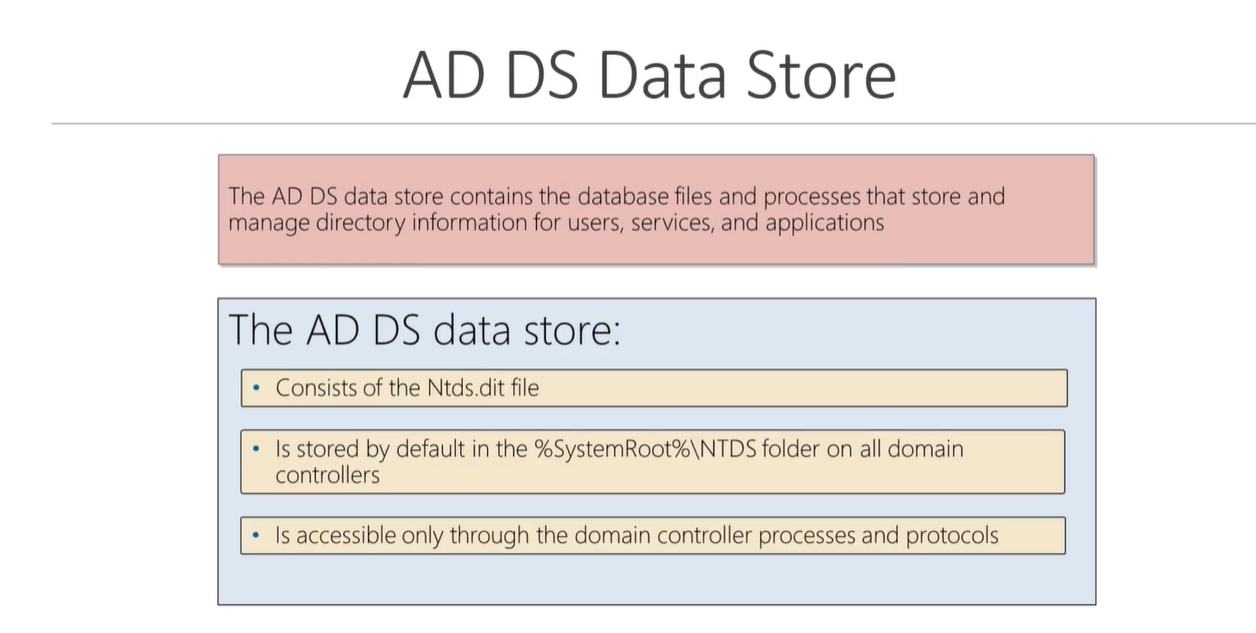 AD DS Data Store
The AD DS data store contains the database files and processes that store and
manage directory information for users, services, and applications
The AD DS data store:
• Consists of the Ntds.dit file
• Is stored by default in the %SystemRoot%\NTDS folder on all domain
controllers
• Is accessible only through the domain controller processes and protocols